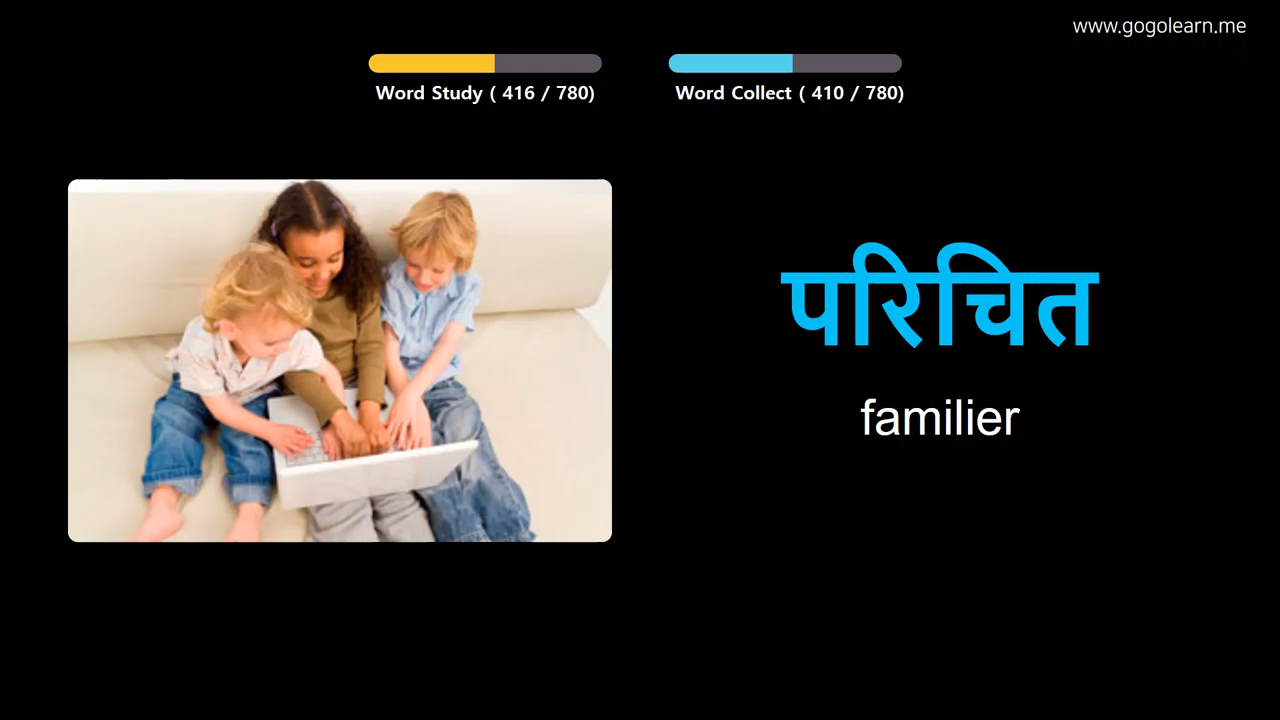 www.gogolearn.me
Word Study ( 416 / 780)
Word Collect ( 410 / 780)
परिचित
familier